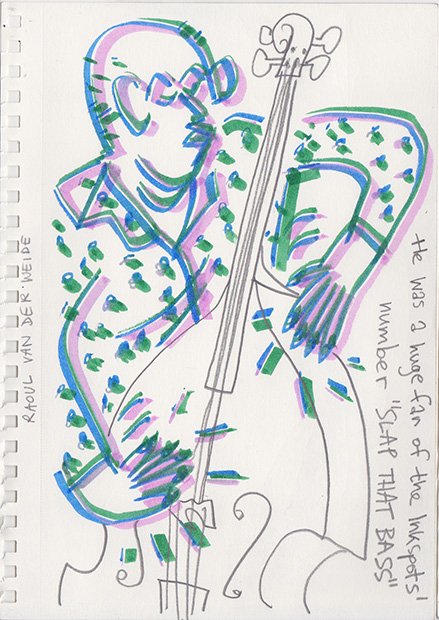 RAOUL VAN DER WEIDE
He was a huge fan of the Inkspots'
number "SLAP THAT BASS"